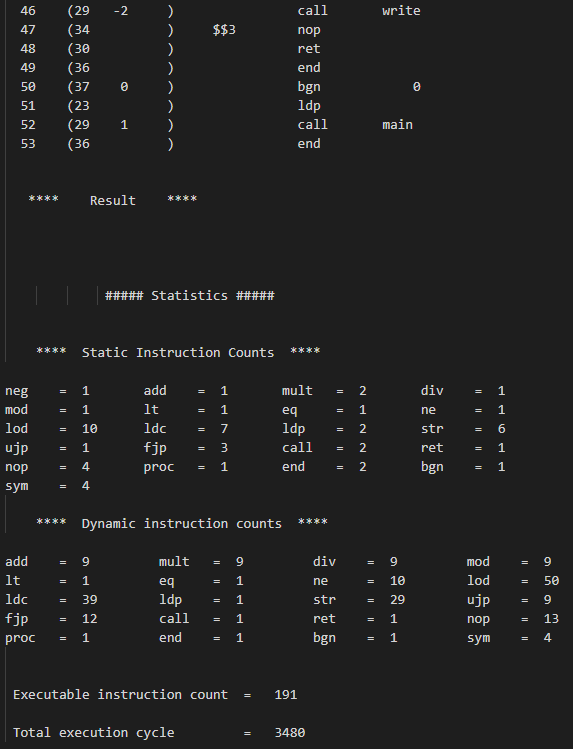 46 (29 -2 ) call write
47 (34 ) $$3 nop
48 (30 ) ret
49 (36 ) end
50 (37 0 ) bgn 0
51 (23 ) ldp
52 (29 1 ) call main
53 (36 ) end
**** Result ****
##### Statistics #####
**** Static Instruction Counts ****
neg = 1 add = 1 mult = 2 div = 1
mod = 1 lt = 1 eq = 1 ne = 1
lod = 10 ldc = 7 ldp = 2 str = 6
ujp = 1 fjp = 3 call = 2 ret = 1
nop = 4 proc = 1 end = 2 bgn = 1
sym = 4
**** Dynamic instruction counts ****
add = 9 mult = 9 div = 9 mod = 9
lt = 1 eq = 1 ne = 10 lod = 50
ldc = 39 ldp = 1 str = 29 ujp = 9
fjp = 12 call = 1 ret = 1 nop = 13
proc = 1 end = 1 bgn = 1 sym = 4
Executable instruction count = 191
Total execution cycle = 3480